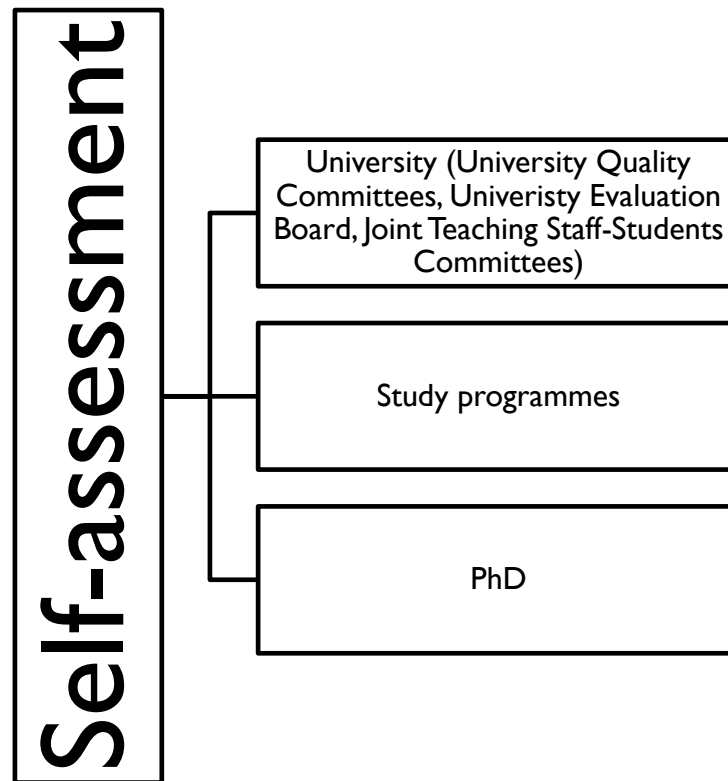 Self-assessment
University (University Quality
Committees, Univeristy Evaluation
Board, Joint Teaching Staff-Students
Committees)
Study programmes
PhD